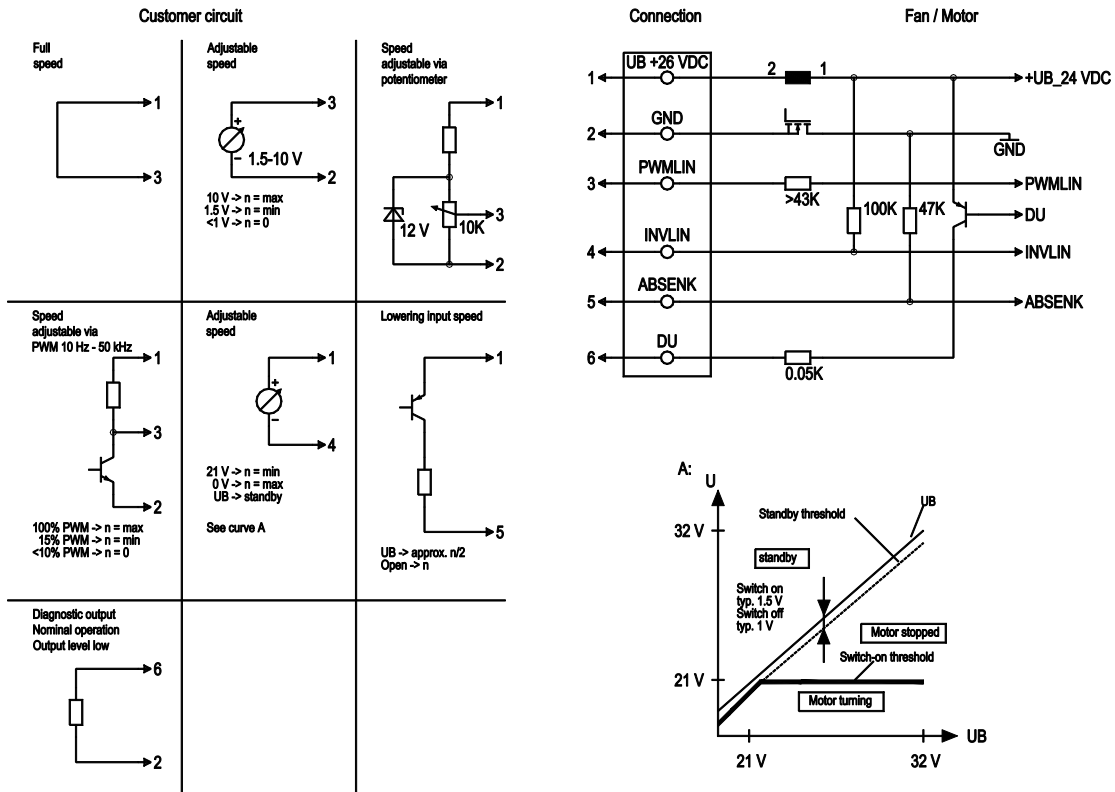 Customer circuit
Full
speed
1
3
Adjustable
speed
3
+
–
1.5-10 V
2
10 V -> n = max
1.5 V -> n = min
<1 V -> n = 0
Speed
adjustable via
potentiometer
1
3
12 V
10K
2
Speed
adjustable via
PWM 10 Hz - 50 kHz
1
3
2
100% PWM -> n = max
15% PWM -> n = min
<10% PWM -> n = 0
Adjustable
speed
1
+
–
4
21 V -> n = min
0 V -> n = max
UB -> standby
See curve A
Lowering input speed
1
5
UB -> approx. n/2
Open -> n
Diagnostic output
Nominal operation
Output level low
6
2
Connection
Fan / Motor
UB +26 VDC
1
2
1
+UB_24 VDC
GND
2
GND
PWMLIN
3
>43K
PWMLIN
100K
47K
DU
INVLIN
4
INVLIN
ABSENK
5
ABSENK
DU
6
0.05K
A:
U
UB
Standby threshold
32 V
standby
Switch on
typ. 1.5 V
Switch off
typ. 1 V
Motor stopped
Switch-on threshold
21 V
Motor turning
UB
21 V
32 V